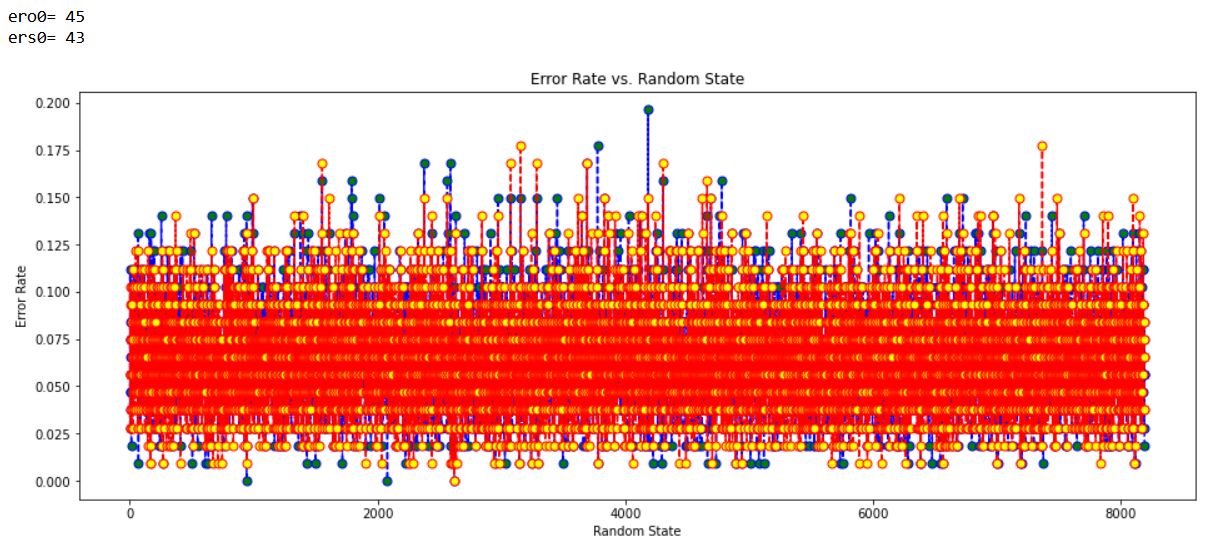 ero0= 45
ers0= 43
Error Rate vs. Random State
0.200
0.175
0.150
0.125
0.100
0.075
0.050
0.025
0.000
Error Rate
0 2000 4000 6000 8000
Random State